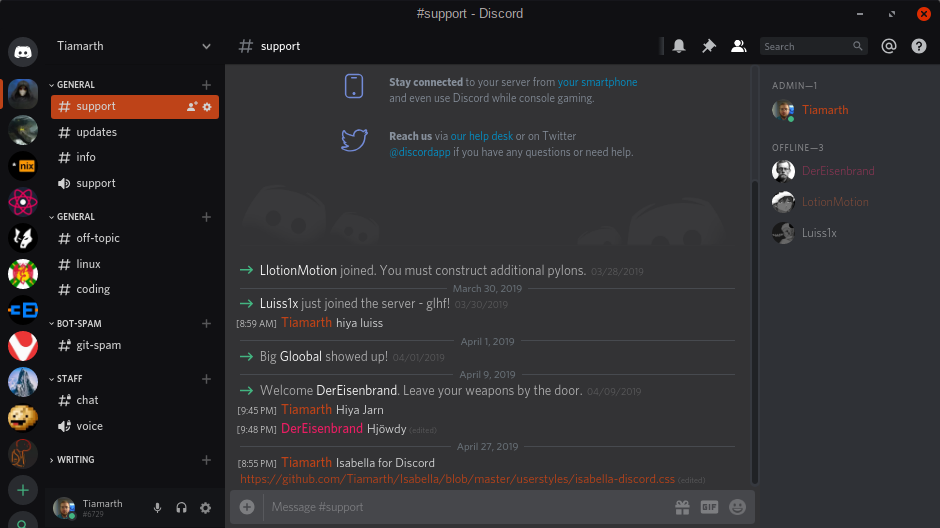 #support - Discord
Tiamarth
support
Search
GENERAL
support
updates
info
support
GENERAL
off-topic
linux
coding
BOT-SPAM
git-spam
STAFF
chat
voice
WRITING
Tiamarth
#6729
nix
Stay connected to your server from your smartphone
and even use Discord while console gaming.
Reach us via our help desk or on Twitter
@discordapp if you have any questions or need help.
LlotionMotion joined. You must construct additional pylons. 03/28/2019
March 30, 2019
Luiss1x just joined the server - glhf! 03/30/2019
[8:59 AM] Tiamarth hiya luiss
April 1, 2019
Big Gloobal showed up! 04/01/2019
April 9, 2019
Welcome DerEisenbrand. Leave your weapons by the door. 04/09/2019
[9:45 PM] Tiamarth Hiya Jarn
[9:48 PM] DerEisenbrand Hjöwdy (edited)
April 27, 2019
[8:55 PM] Tiamarth Isabella for Discord
https://github.com/Tiamarth/Isabella/blob/master/userstyles/isabella-discord.css (edited)
Message #support
GIF
ADMIN—1
Tiamarth
OFFLINE—3
DerEisenbrand
LotionMotion
Luiss1x